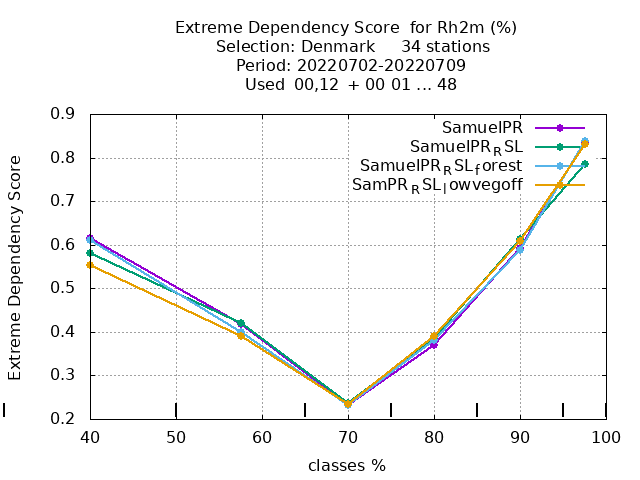 Extreme Dependency Score for Rh2m (%)
Selection: Denmark 34 stations
Period: 20220702-20220709
Used 00,12 + 00 01 ... 48
0.9
0.8
0.7
0.6
0.5
0.4
0.3
0.2
Extreme Dependency Score
SamuelPR
SamuelPR_RSL
SamuelPR_RSL_forest
SamPR_RSL_lowvegoff
40 50 60 70 80 90 100
classes %